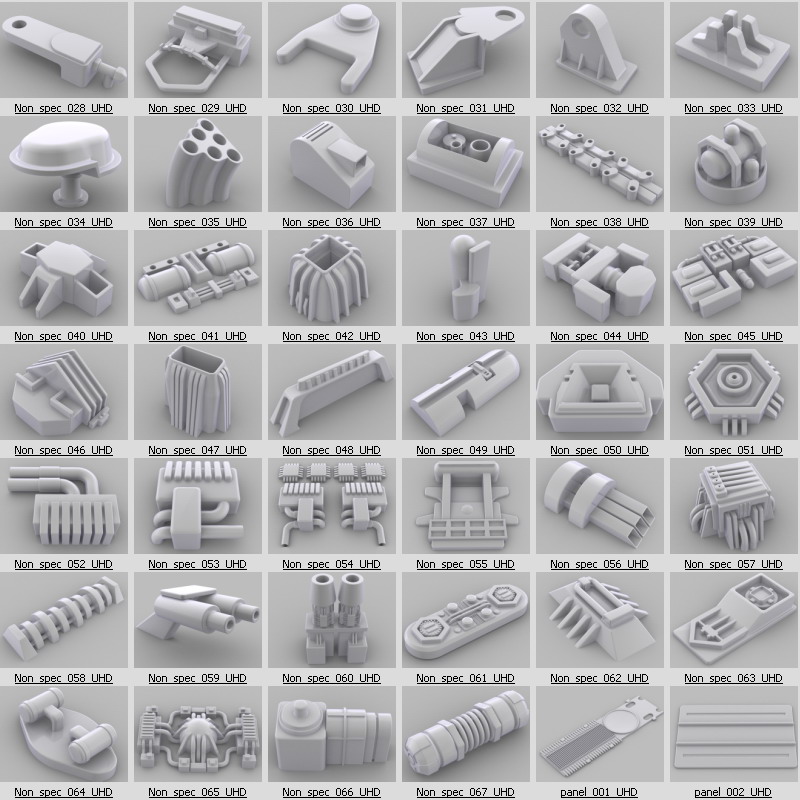 Non_spec_028_UHD Non_spec_029_UHD Non_spec_030_UHD Non_spec_031_UHD Non_spec_032_UHD Non_spec_033_UHD
Non_spec_034_UHD Non_spec_035_UHD Non_spec_036_UHD Non_spec_037_UHD Non_spec_038_UHD Non_spec_039_UHD
Non_spec_040_UHD Non_spec_041_UHD Non_spec_042_UHD Non_spec_043_UHD Non_spec_044_UHD Non_spec_045_UHD
Non_spec_046_UHD Non_spec_047_UHD Non_spec_048_UHD Non_spec_049_UHD Non_spec_050_UHD Non_spec_051_UHD
Non_spec_052_UHD Non_spec_053_UHD Non_spec_054_UHD Non_spec_055_UHD Non_spec_056_UHD Non_spec_057_UHD
Non_spec_058_UHD Non_spec_059_UHD Non_spec_060_UHD Non_spec_061_UHD Non_spec_062_UHD Non_spec_063_UHD
Non_spec_064_UHD Non_spec_065_UHD Non_spec_066_UHD Non_spec_067_UHD panel_001_UHD panel_002_UHD